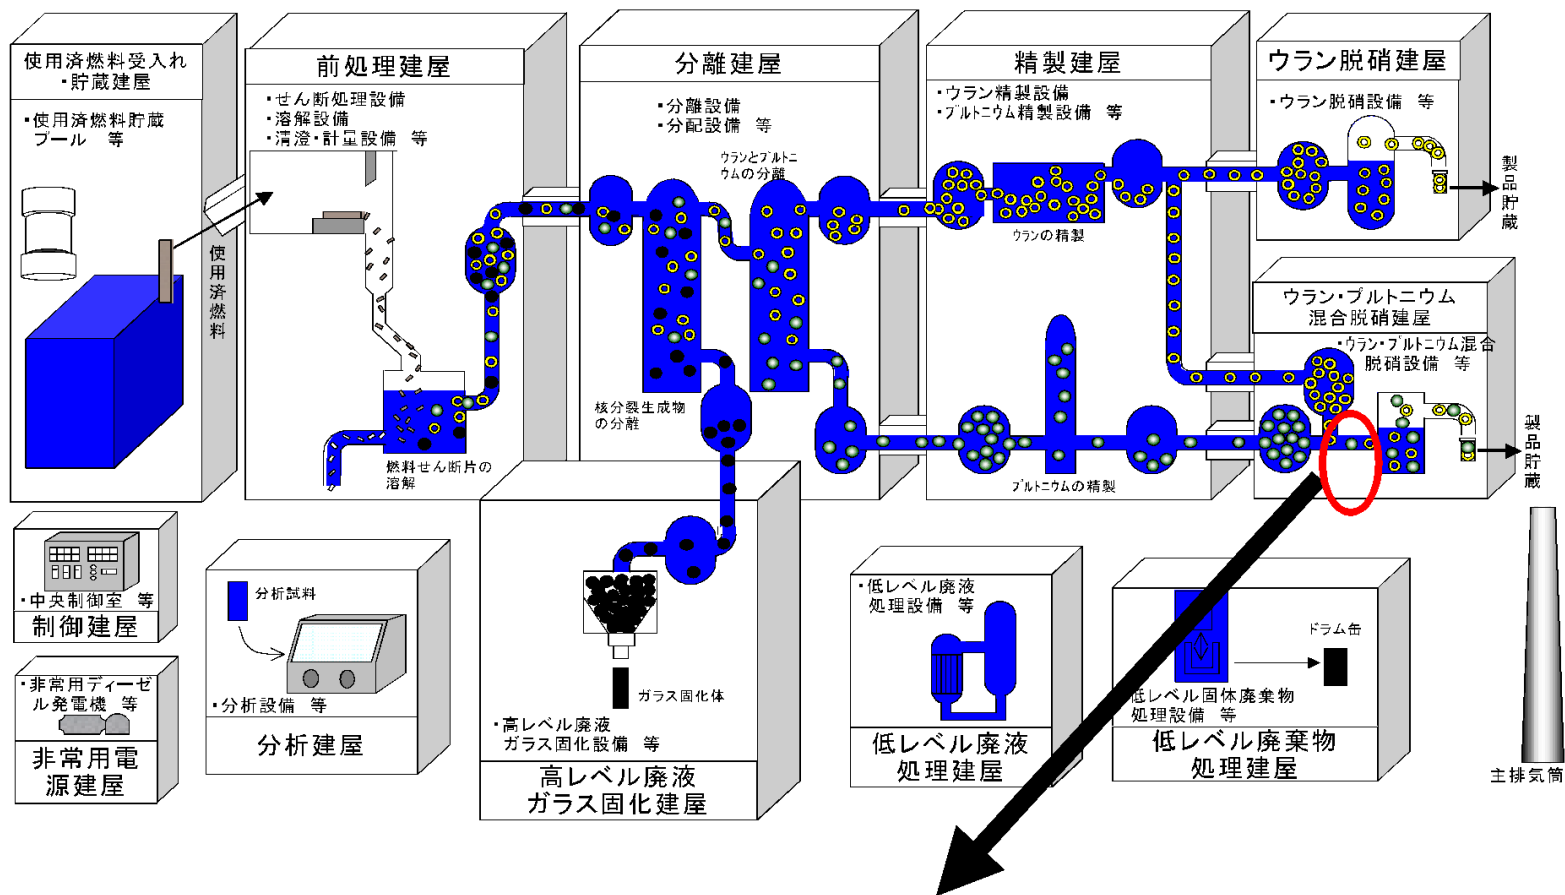 使用済燃料受入れ
・貯蔵建屋
・使用済燃料貯蔵
プール 等
使用済燃料
前処理建屋
・せん断処理設備
・溶解設備
・清澄・計量設備 等
燃料せん断片の
溶解
分離建屋
・分離設備
・分配設備 等
ウランとプルトニ
ウムの分離
核分裂生成物
の分離
精製建屋
・ウラン精製設備
・プルトニウム精製設備 等
ウランの精製
プルトニウムの精製
ウラン脱硝建屋
・ウラン脱硝設備 等
製品貯蔵
ウラン・プルトニウム
混合脱硝建屋
・ウラン・プルトニウム混合
脱硝設備 等
製品貯蔵
・中央制御室 等
制御建屋
・非常用ディーゼ
ル発電機 等
非常用電
源建屋
分析試料
・分析設備 等
分析建屋
ガラス固化体
・高レベル廃液
ガラス固化設備 等
高レベル廃液
ガラス固化建屋
・低レベル廃液
処理設備 等
低レベル廃液
処理建屋
ドラム缶
・低レベル固体廃棄物
処理設備 等
低レベル廃棄物
処理建屋
主排気筒